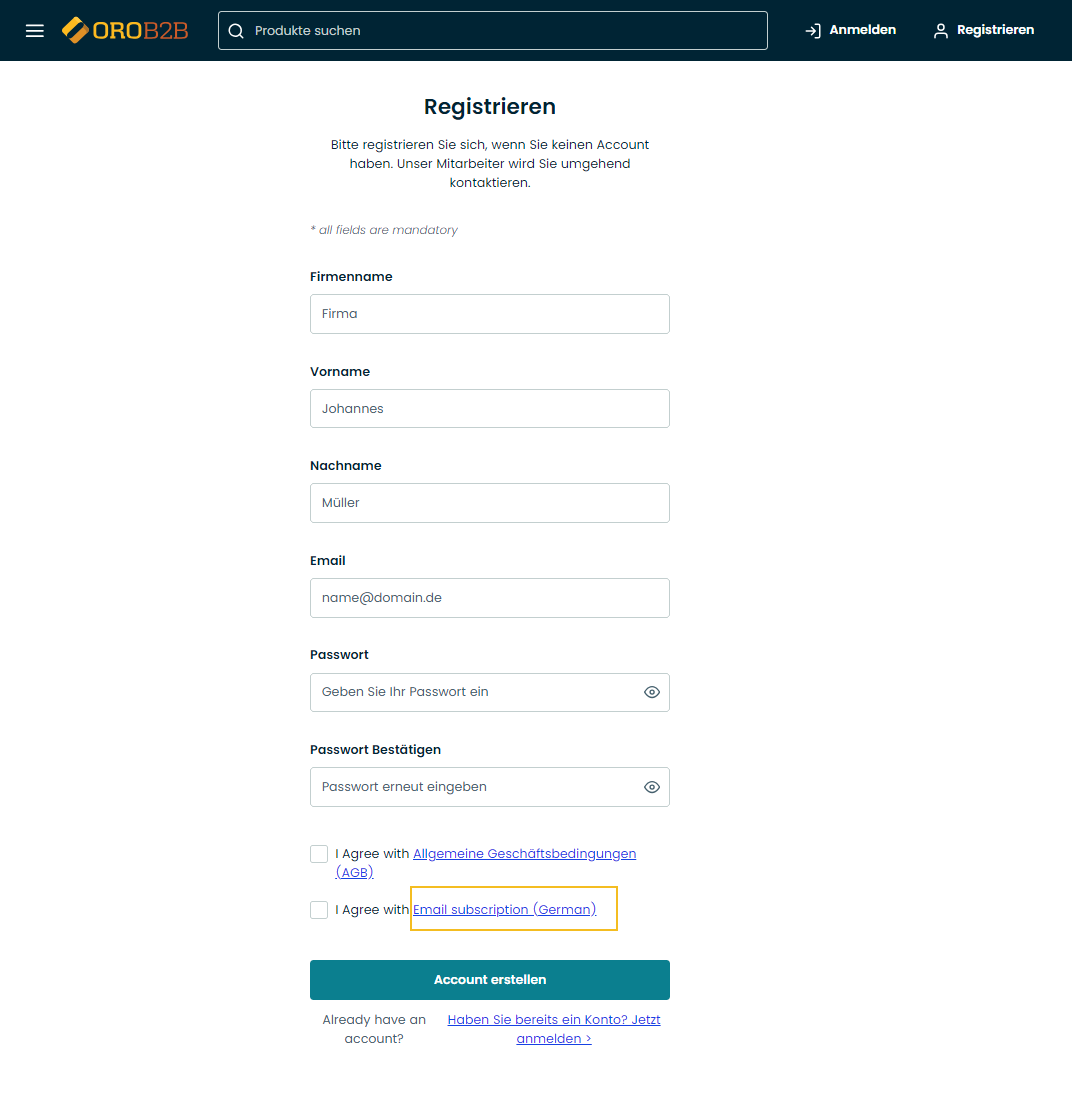 OROB2B
Produkte suchen
Anmelden
Registrieren
Registrieren
Bitte registrieren Sie sich, wenn Sie keinen Account
haben. Unser Mitarbeiter wird Sie umgehend
kontaktieren.
* all fields are mandatory
Firmenname
Firma
Vorname
Johannes
Nachname
Müller
Email
name@domain.de
Passwort
Geben Sie Ihr Passwort ein
Passwort Bestätigen
Passwort erneut eingeben
I Agree with Allgemeine Geschäftsbedingungen
(AGB)
I Agree with Email subscription (German)
Account erstellen
Already have an
account?
Haben Sie bereits ein Konto? Jetzt
anmelden >